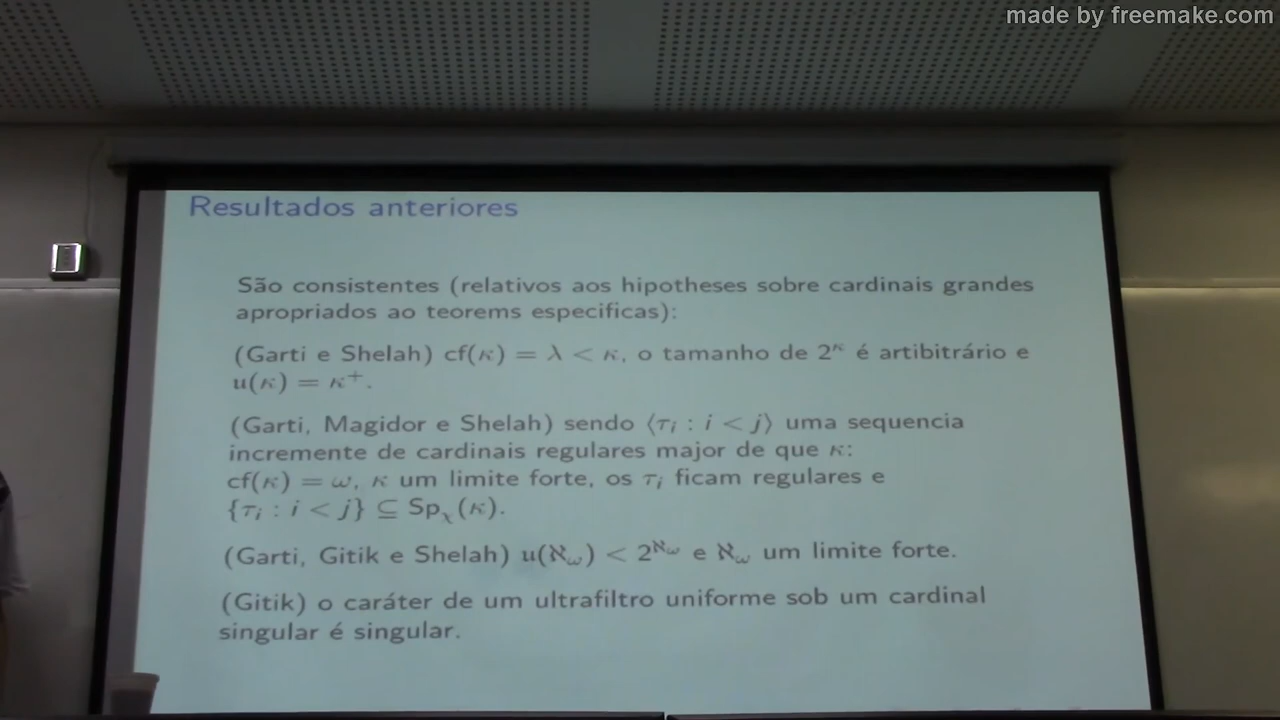 made by freemake.com
Resultados anteriores
São consistentes (relativos aos hipotheses sobre cardinais grandes
apropriados ao teorems especificas):
(Garti e Shelah) cf(κ) = λ < κ, o tamanho de 2^κ é artibitrário e
u(κ) = κ⁺.
(Garti, Magidor e Shelah) sendo ⟨τᵢ : i < j⟩ uma sequencia
incremente de cardinais regulares major de que κ:
cf(κ) = ω, κ um limite forte, os τᵢ ficam regulares e
{τᵢ : i < j} ⊆ Sp_χ(κ).
(Garti, Gitik e Shelah) u(ℵ_ω) < 2^ℵ_ω e ℵ_ω um limite forte.
(Gitik) o caráter de um ultrafiltro uniforme sob um cardinal
singular é singular.